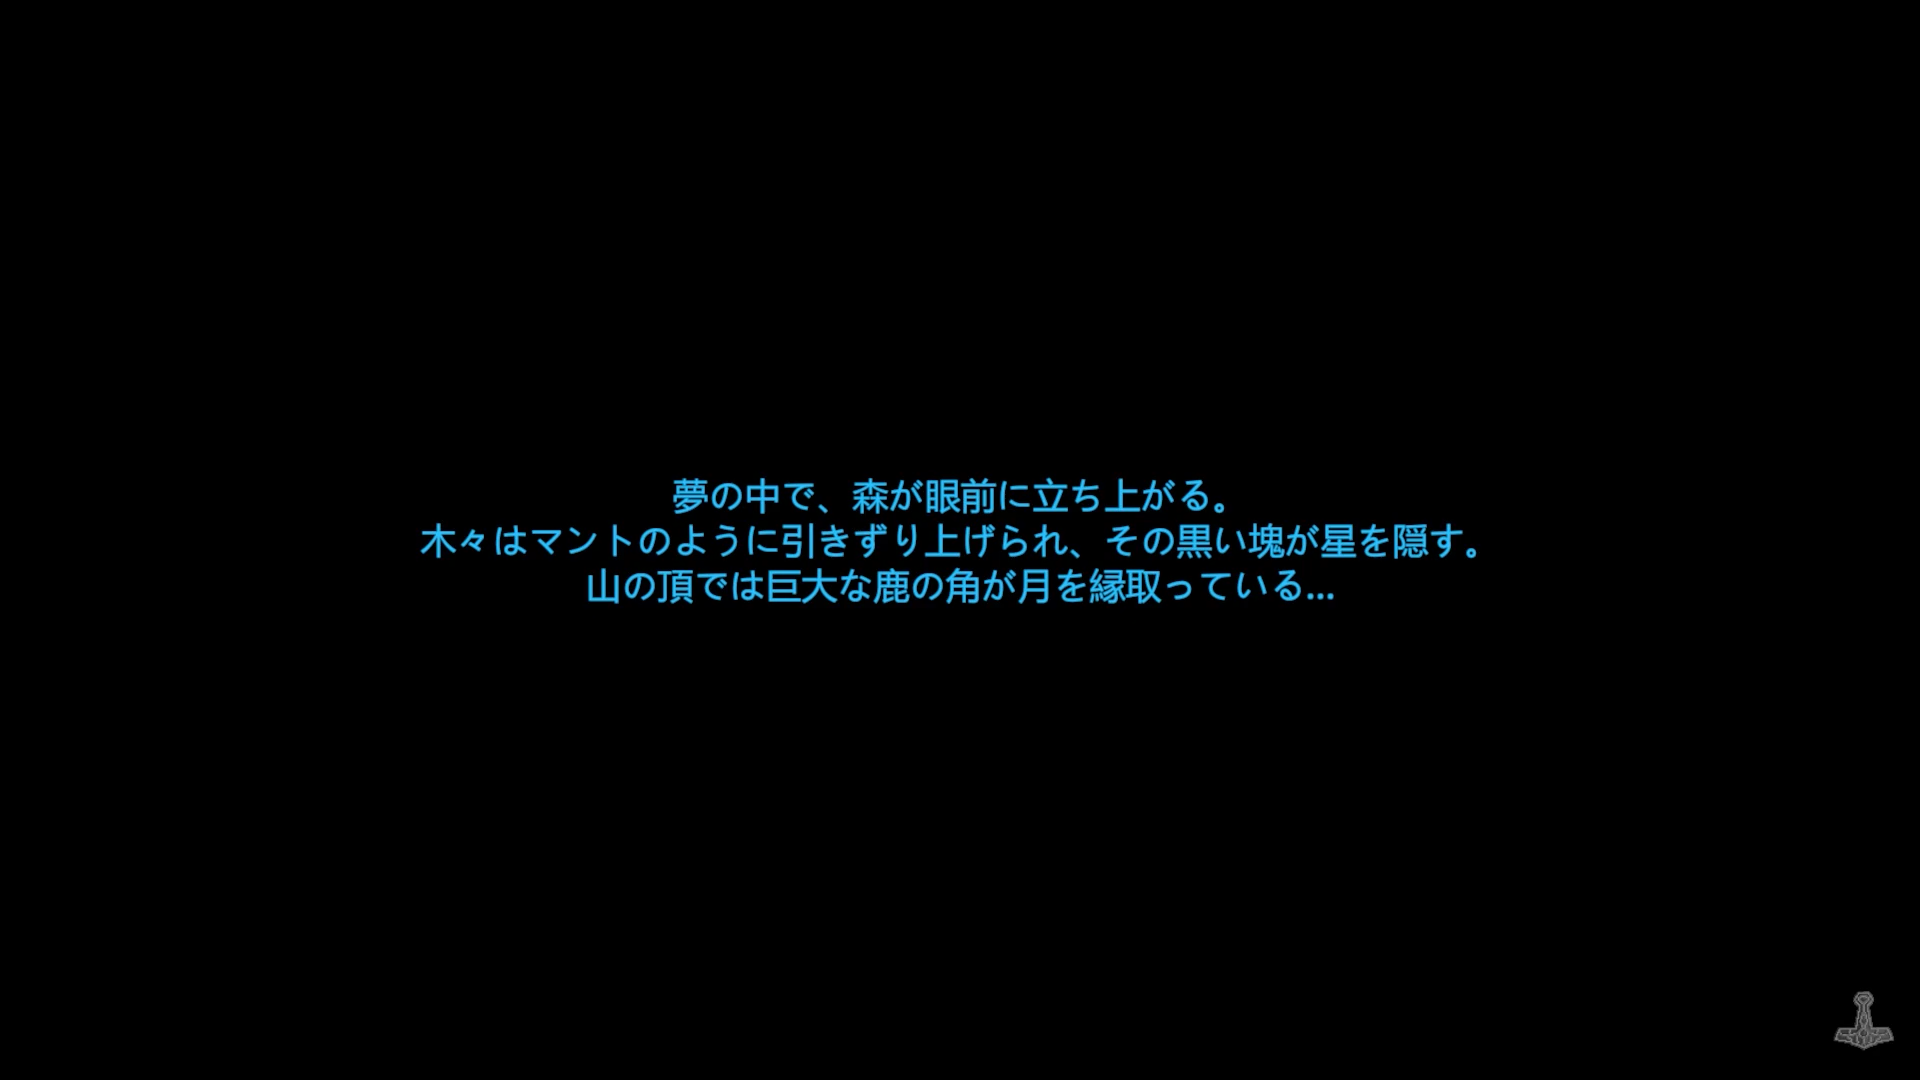 夢の中で、森が眼前に立ち上がる。
木々はマントのように引きずり上げられ、その黒い塊が星を隠す。
山の頂では巨大な鹿の角が月を縁取っている...